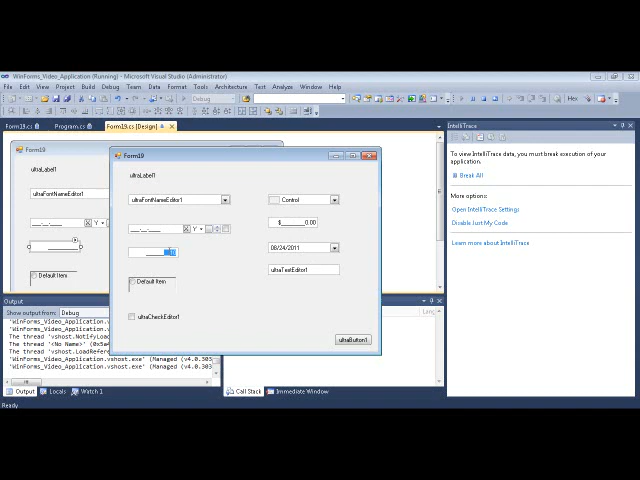 WinForms_Video_Application (Running) - Microsoft Visual Studio (Administrator)
File Edit View Project Build Debug Team Data Format Tools Architecture Test Analyze Window Help
Debug
Form19.cs Program.cs Form19.cs [Design]
IntelliTrace
Form19
ultraLabel1
ultraFontNameEditor1
Default Item
Form19
ultraLabel1
ultraFontNameEditor1
Control
$________0.00
08/24/2011
ultraTextEditor1
Default Item
ultraCheckEditor1
ultraButton1
To view IntelliTrace data, you must break execution of your
application.
Break All
More options:
Open IntelliTrace Settings
Disable Just My Code
Learn more about IntelliTrace
Output
Show output from: Debug
'WinForms_Video_Application.vshost.exe'
'WinForms_Video_Application.vshost.exe'
The thread 'vshost.NotifyLoad'
The thread '<No Name>'
The thread 'vshost.LoadRefere
'WinForms_Video_Application.vshost.exe' (Managed (v4.0.303
'WinForms_Video_Application.vshost.exe' (Managed (v4.0.303
Output Locals Watch 1
Call Stack Immediate Window
Ready